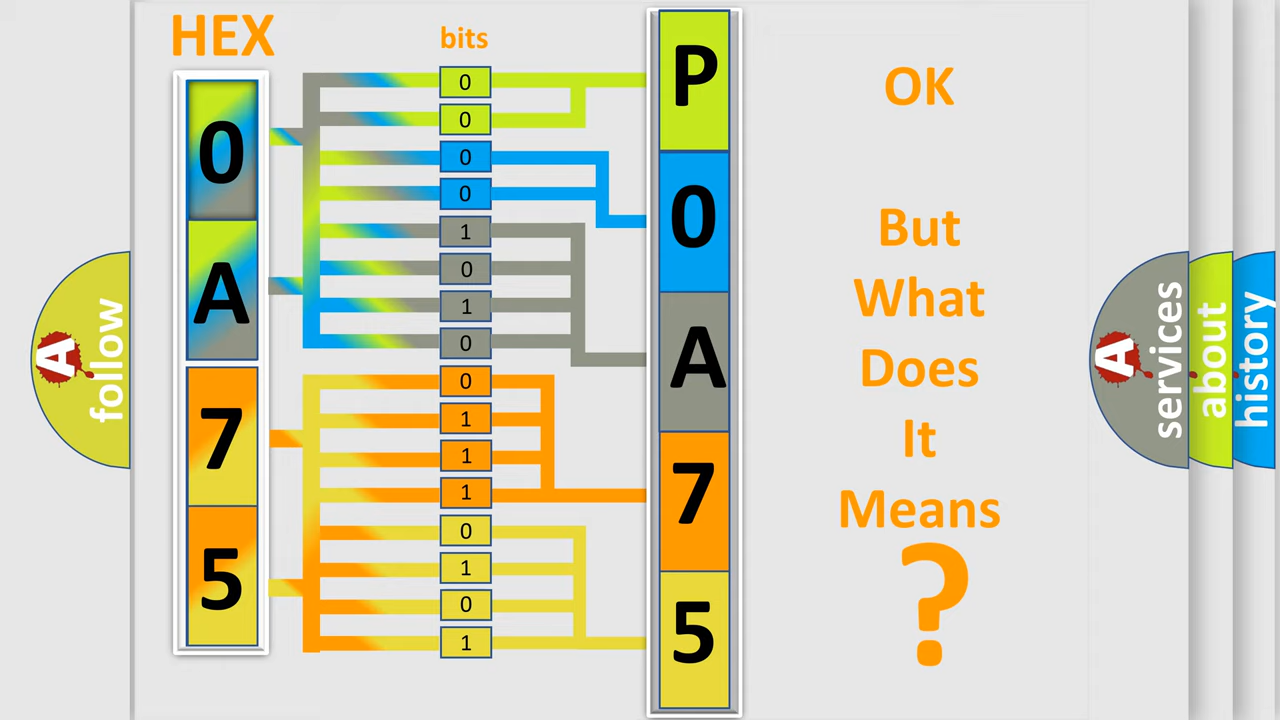 HEX
bits
0
A
7
5
0
0
0
0
1
0
1
0
0
1
1
1
0
1
0
1
P
0
A
7
5
OK
But
What
Does
It
Means
?
A
follow
A
services
about
history